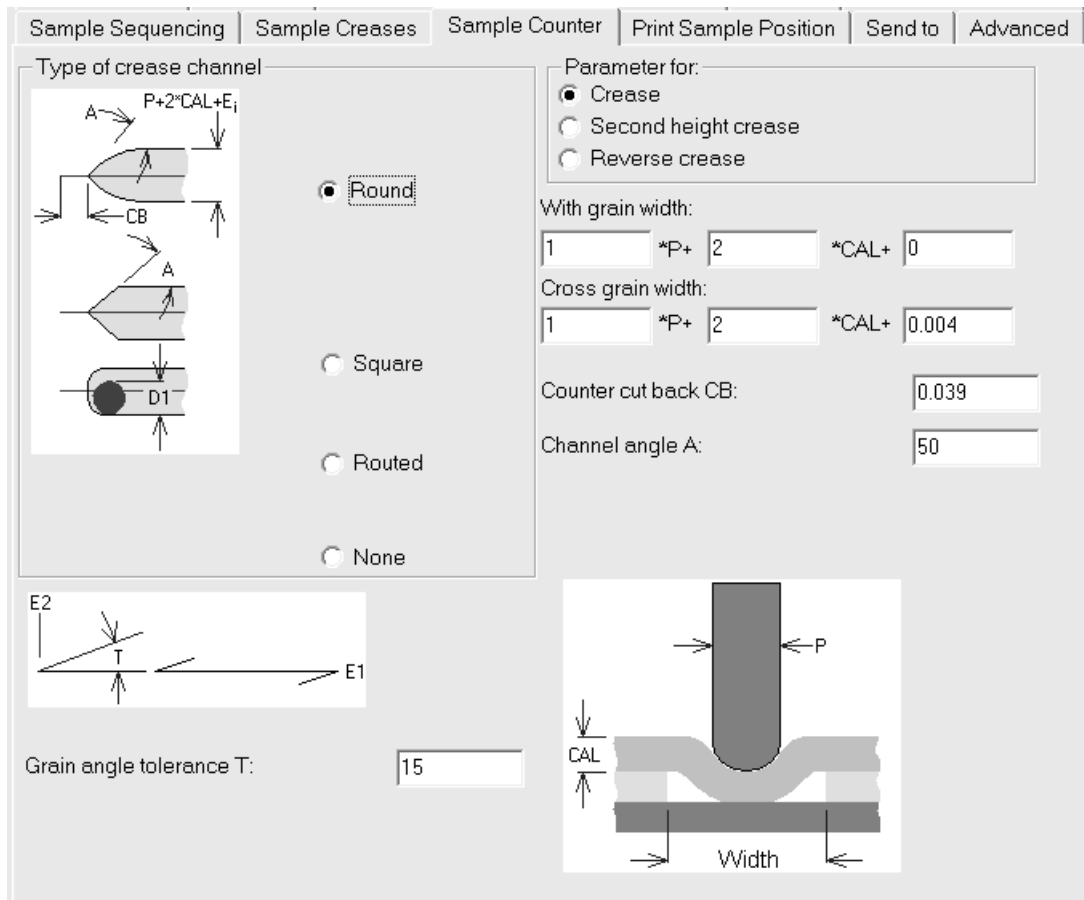 Sample Sequencing
Sample Creases
Sample Counter
Print Sample Position
Send to
Advanced
Type of crease channel
A
P+2*CAL+Ei
CB
A
D1
Round
Square
Routed
None
Parameter for:
Crease
Second height crease
Reverse crease
With grain width:
1 *P+ 2 *CAL+ 0
Cross grain width:
1 *P+ 2 *CAL+ 0.004
Counter cut back CB: 0.039
Channel angle A: 50
E2
T
E1
Grain angle tolerance T: 15
P
CAL
Width